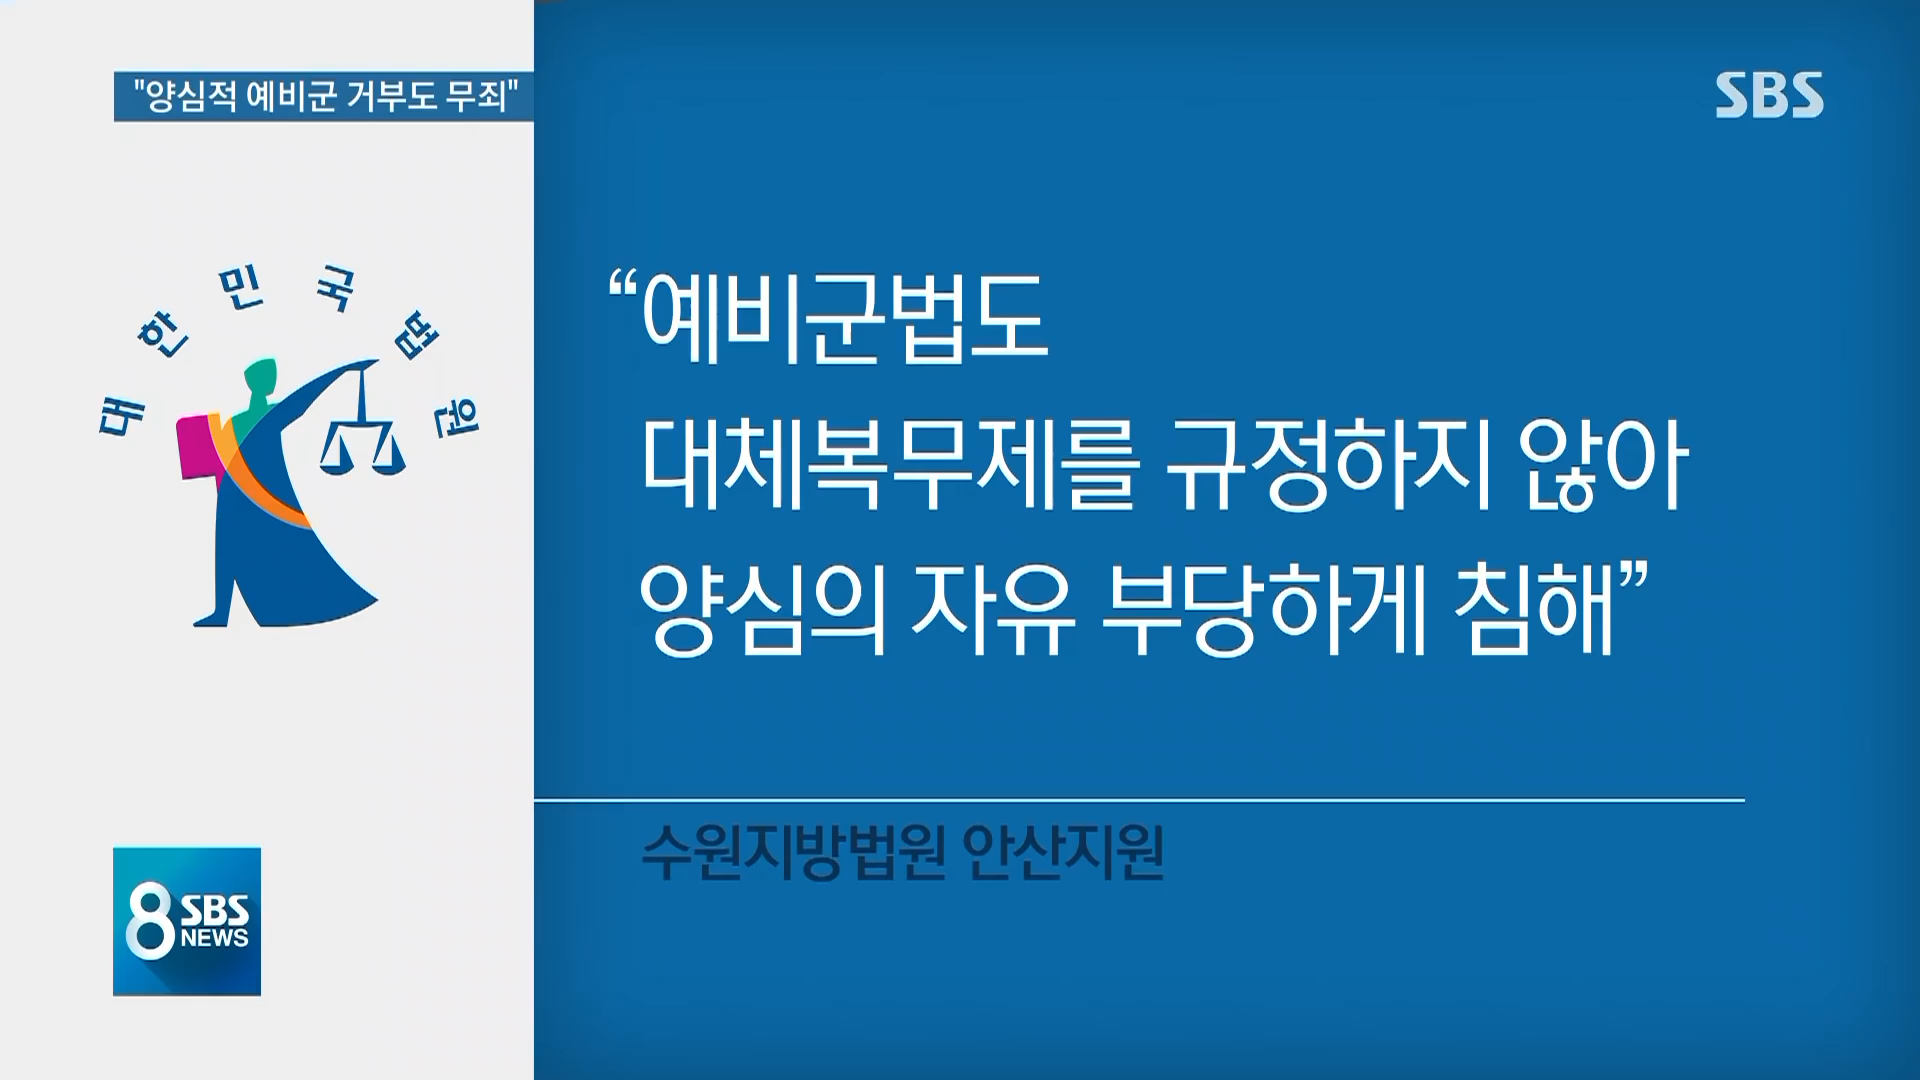 "양심적 예비군 거부도 무죄"
SBS
대한민국법원
“예비군법도
대체복무제를 규정하지 않아
양심의 자유 부당하게 침해”
수원지방법원 안산지원
8 SBS
NEWS